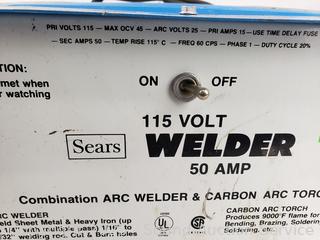 PRI VOLTS 115 — MAX OCV 45 — ARC VOLTS 25 — PRI AMPS 15 — USE TIME DELAY FUSE
— SEC AMPS 50 — TEMP RISE 115° C — FREQ 60 CPS — PHASE 1 — DUTY CYCLE 20%
TION:
met when
watching
ON
OFF
115 VOLT
Sears
WELDER
50 AMP
Combination ARC WELDER & CARBON ARC TORCH
ARC WELDER
eld Sheet Metal & Heavy Iron (up
1/4" with multiple pass) 1/16" to
/32" welding rod. Cut & Burn holes
UL
CARBON ARC TORCH
Produces 9000°F flame for
Bending, Brazing, Soldering,